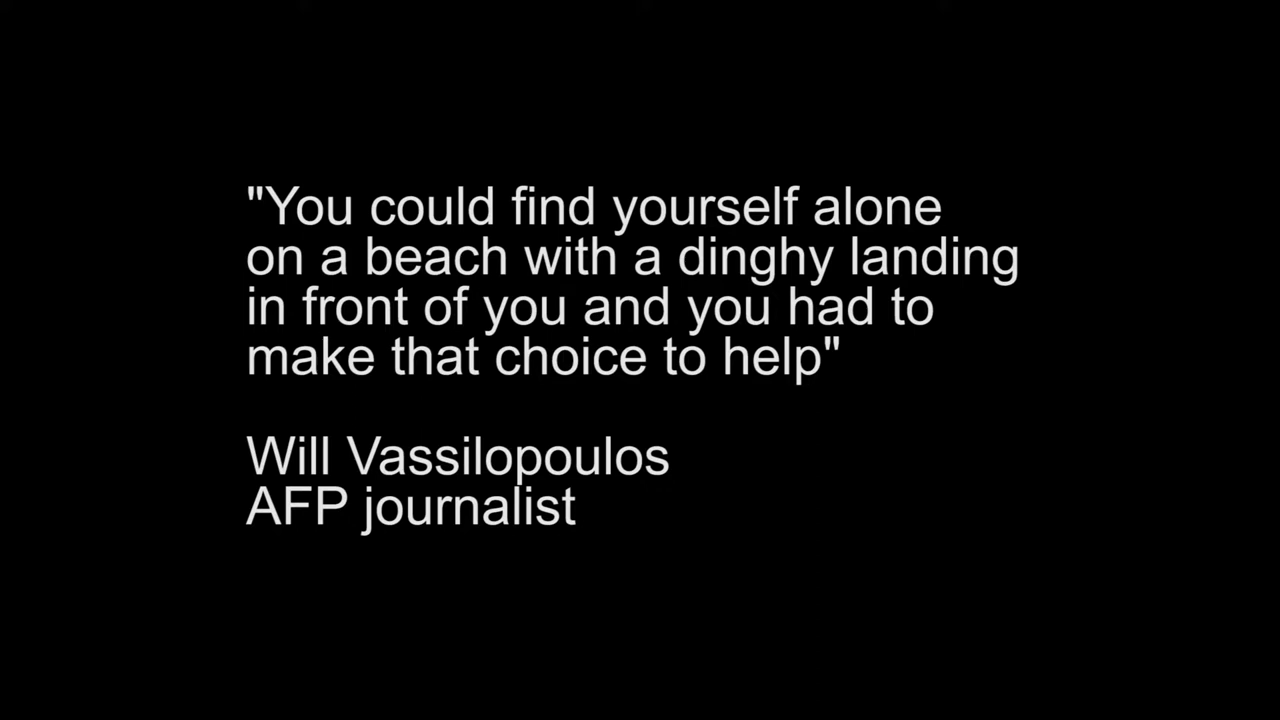 "You could find yourself alone
on a beach with a dinghy landing
in front of you and you had to
make that choice to help"
Will Vassilopoulos
AFP journalist